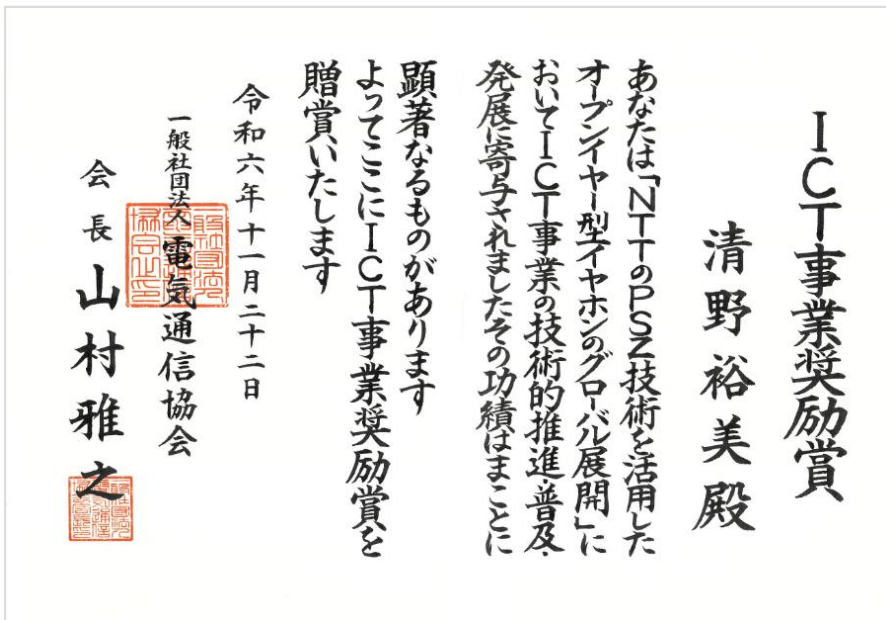 ICT事業奨励賞
清野裕美殿
あなたは「NTTのPSZ技術を活用した
オープンイヤー型イヤホンのグローバル展開」に
おいてICT事業の技術的推進・普及・
発展に寄与されましたその功績はまことに
顕著なるものがあります
よってここにICT事業奨励賞を
贈賞いたします
令和六年十一月二十二日
一般社団法人電気通信協会
会長山村雅之